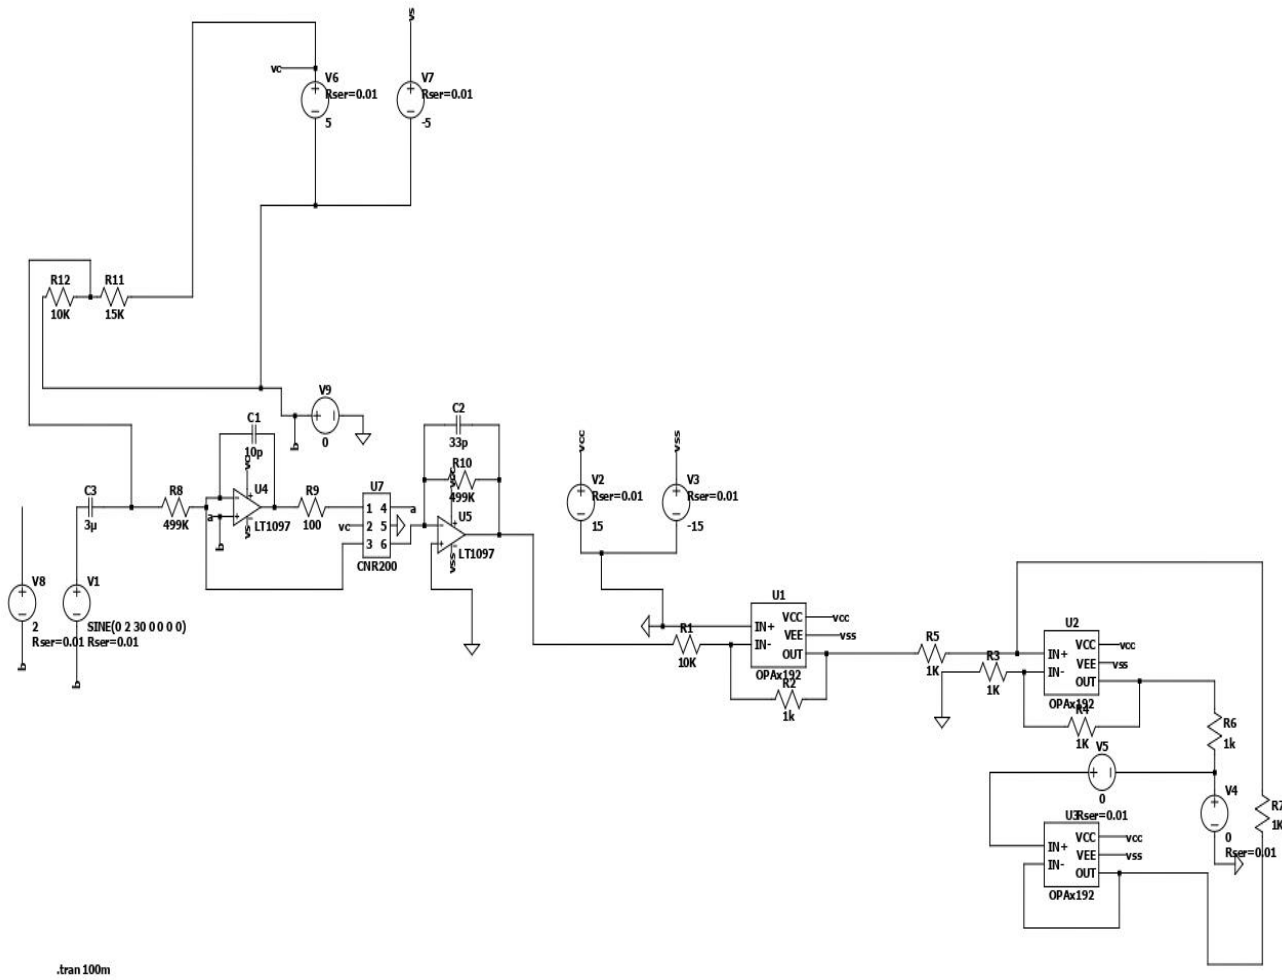 vs
vc
V6
Rser=0.01
5
V7
Rser=0.01
-5
R12
10K
R11
15K
V9
0
b
C1
10p
vc
C2
33p
R10
499K
vcc
C3
3µ
R8
499K
a
b
U4
LT1097
vs
R9
100
U7
1 4
2 5
3 6
CNR200
vc
a
U5
LT1097
vss
vcc
V2
Rser=0.01
15
vss
V3
Rser=0.01
-15
V8
2
Rser=0.01
b
V1
SINE(0 2 30 0 0 0 0)
Rser=0.01
b
R1
10K
U1
IN+
IN-
VCC
VEE
OUT
vcc
vss
OPAx192
R2
1k
R5
1K
R3
1K
U2
IN+
IN-
VCC
VEE
OUT
vcc
vss
OPAx192
R4
1K
R6
1k
V5
0
Rser=0.01
V4
0
Rser=0.01
R7
1K
U3
IN+
IN-
VCC
VEE
OUT
vcc
vss
OPAx192
.tran 100m